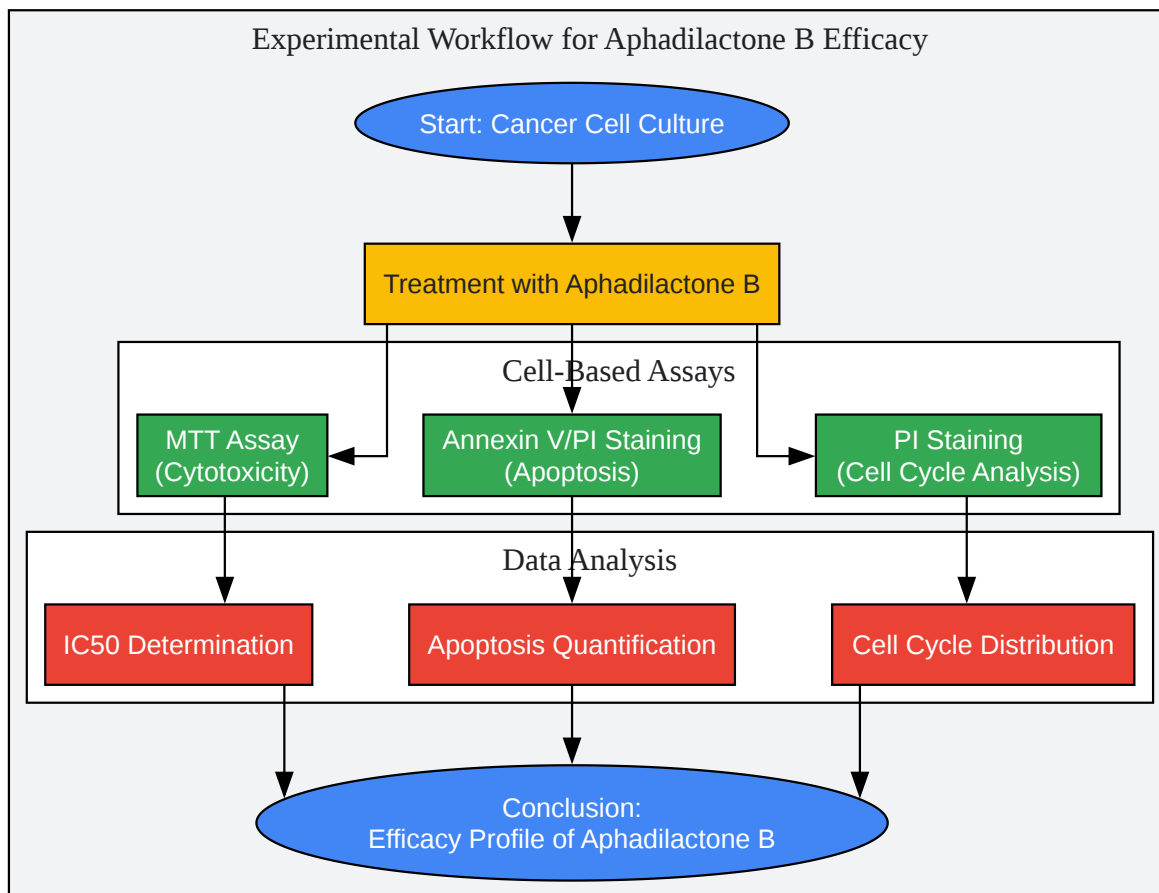 Experimental Workflow for Aphadilactone B Efficacy
Start: Cancer Cell Culture
Treatment with Aphadilactone B
Cell-Based Assays
MTT Assay
(Cytotoxicity)
Annexin V/PI Staining
(Apoptosis)
PI Staining
(Cell Cycle Analysis)
Data Analysis
IC50 Determination
Apoptosis Quantification
Cell Cycle Distribution
Conclusion:
Efficacy Profile of Aphadilactone B